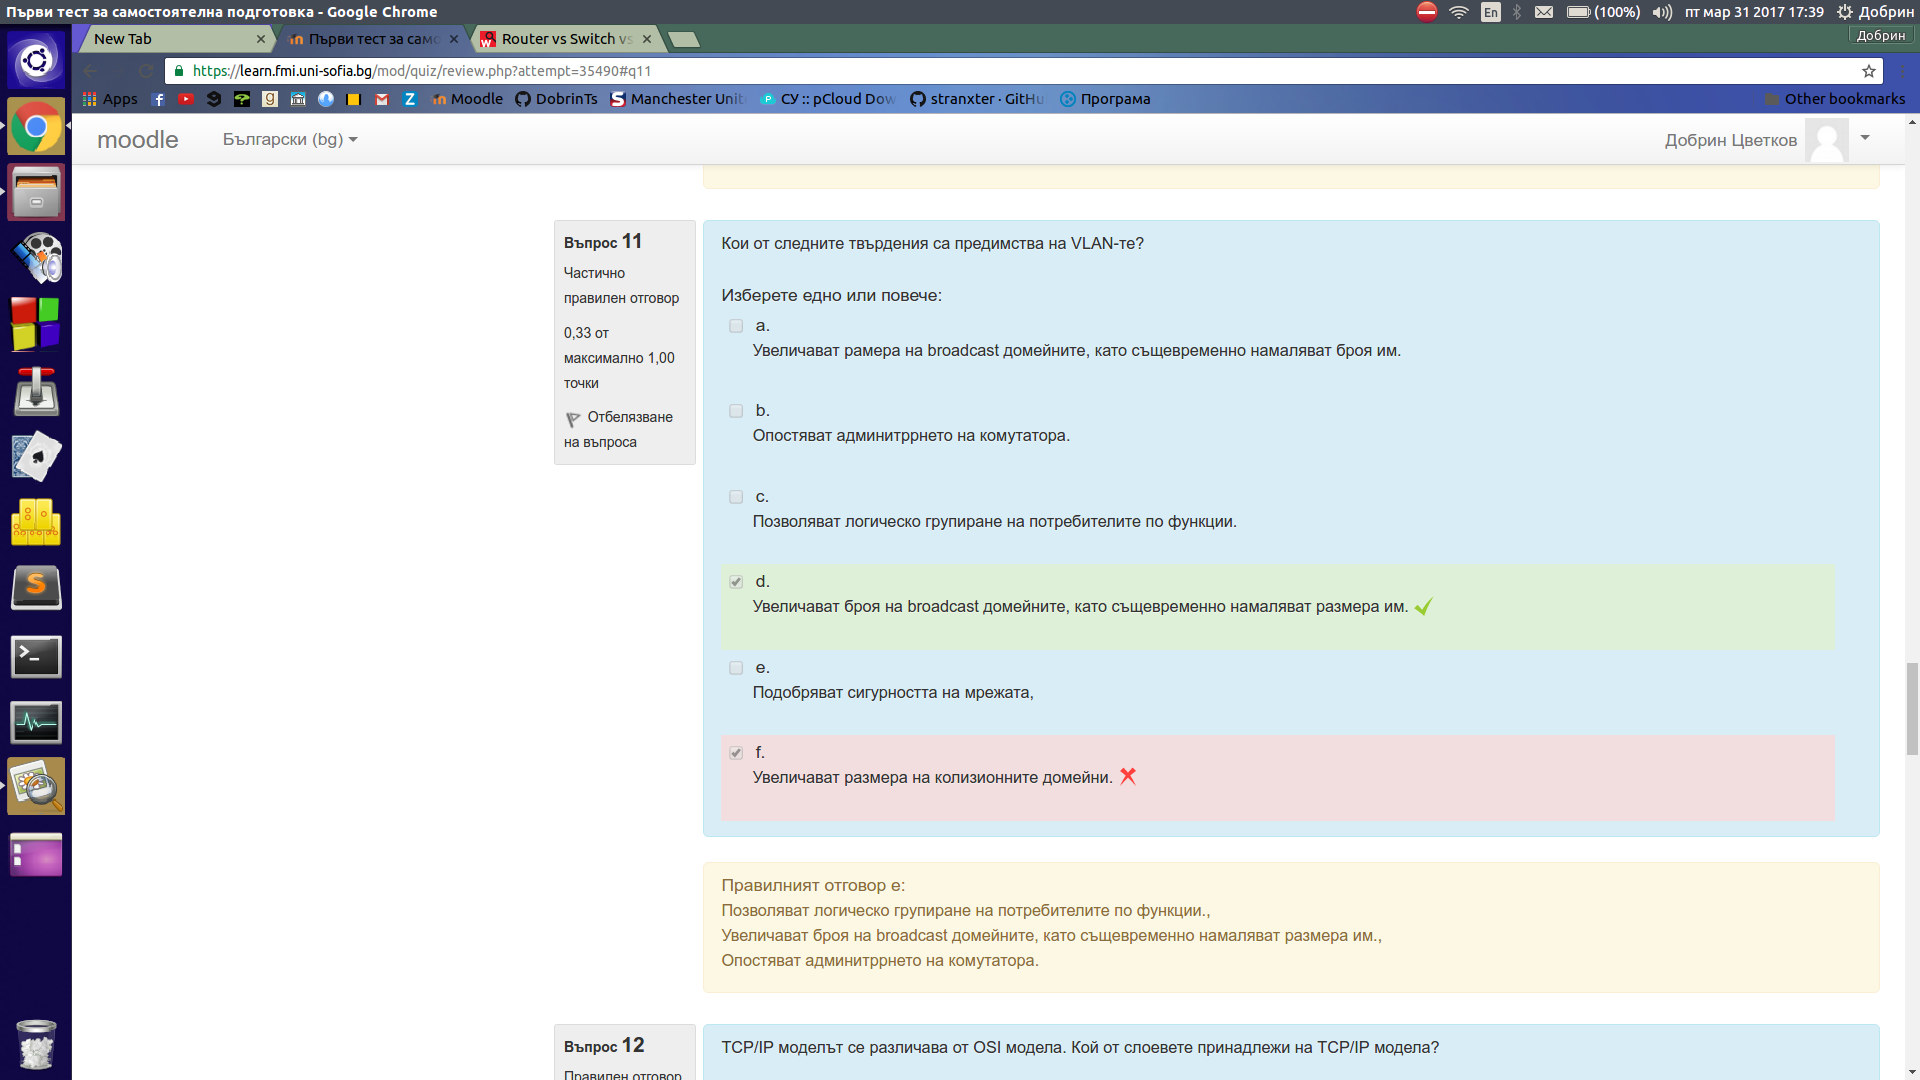 Първи тест за самостоятелна подготовка - Google Chrome
En
(100%)
пт мар 31 2017 17:39
Добрин
New Tab
Първи тест за само
Router vs Switch vs
Добрин
https://learn.fmi.uni-sofia.bg/mod/quiz/review.php?attempt=35490#q11
Apps
Moodle
DobrinTs
Manchester Unit
СУ :: pCloud Dow
stranxter · GitHu
Програма
Other bookmarks
moodle
Български (bg)
Добрин Цветков
Въпрос 11
Частично
правилен отговор
0,33 от
максимално 1,00
точки
Отбелязване
на въпроса
Кои от следните твърдения са предимства на VLAN-те?
Изберете едно или повече:
a.
Увеличават рамера на broadcast домейните, като същевременно намаляват броя им.
b.
Опостяват админитррнето на комутатора.
c.
Позволяват логическо групиране на потребителите по функции.
d.
Увеличават броя на broadcast домейните, като същевременно намаляват размера им.
e.
Подобряват сигурността на мрежата,
f.
Увеличават размера на колизионните домейни.
Правилният отговор е:
Позволяват логическо групиране на потребителите по функции.,
Увеличават броя на broadcast домейните, като същевременно намаляват размера им.,
Опостяват админитррнето на комутатора.
Въпрос 12
Правилен отговор
TCP/IP моделът се различава от OSI модела. Кой от слоевете принадлежи на TCP/IP модела?